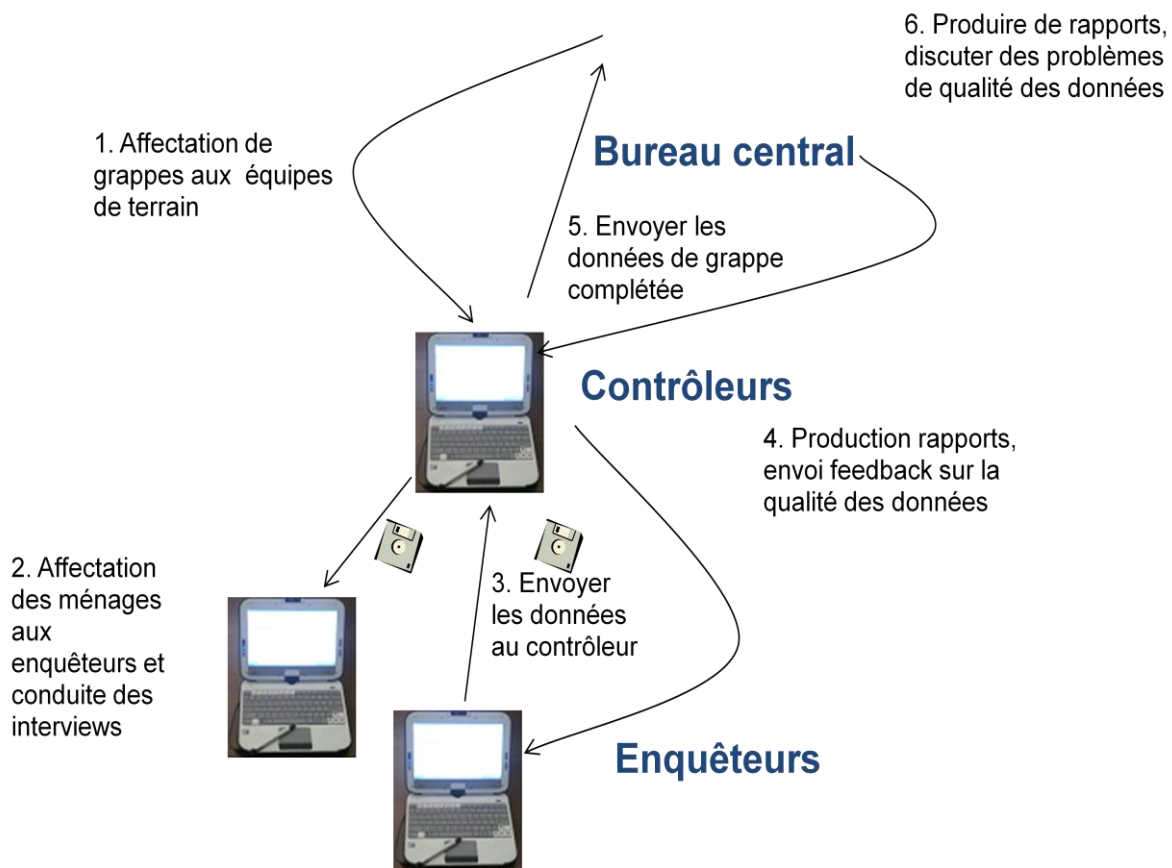 6. Produire de rapports,
discuter des problèmes
de qualité des données
1. Affectation de
grappes aux équipes
de terrain
Bureau central
5. Envoyer les
données de grappe
complétée
Contrôleurs
4. Production rapports,
envoi feedback sur la
qualité des données
2. Affectation
des ménages
aux
enquêteurs et
conduite des
interviews
3. Envoyer
les données
au contrôleur
Enquêteurs